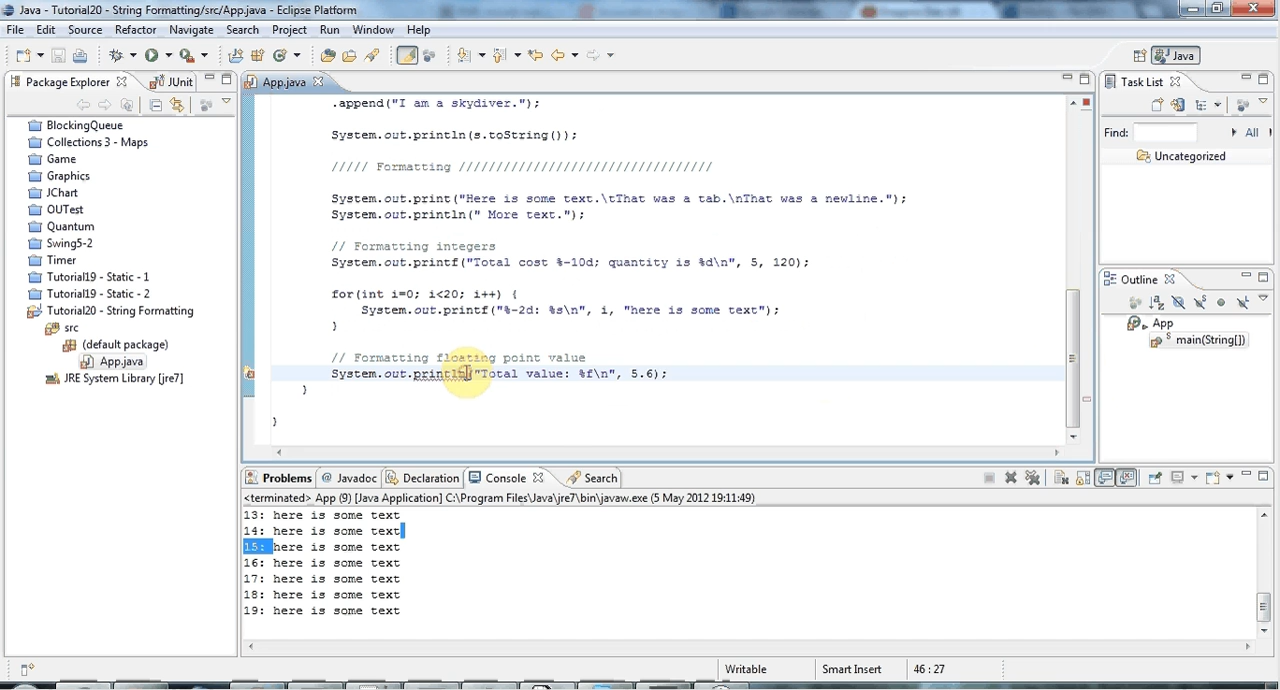 Java - Tutorial20 - String Formatting/src/App.java - Eclipse Platform
File Edit Source Refactor Navigate Search Project Run Window Help
Java
Package Explorer JUnit
BlockingQueue
Collections 3 - Maps
Game
Graphics
JChart
OUTest
Quantum
Swing5-2
Timer
Tutorial19 - Static - 1
Tutorial19 - Static - 2
Tutorial20 - String Formatting
src
(default package)
App.java
JRE System Library [jre7]
App.java
.append("I am a skydiver.");
System.out.println(s.toString());
///// Formatting //////////////////////////////////
System.out.print("Here is some text.\tThat was a tab.\nThat was a newline.");
System.out.println(" More text.");
// Formatting integers
System.out.printf("Total cost %-10d; quantity is %d\n", 5, 120);
for(int i=0; i<20; i++) {
System.out.printf("%-2d: %s\n", i, "here is some text");
}
// Formatting floating point value
System.out.println("Total value: %f\n", 5.6);
}
}
Task List
Find: All
Uncategorized
Outline
App
S main(String[])
Problems @ Javadoc Declaration Console Search
<terminated> App (9) [Java Application] C:\Program Files\Java\jre7\bin\javaw.exe (5 May 2012 19:11:49)
13: here is some text
14: here is some text
15: here is some text
16: here is some text
17: here is some text
18: here is some text
19: here is some text
Writable Smart Insert 46 : 27